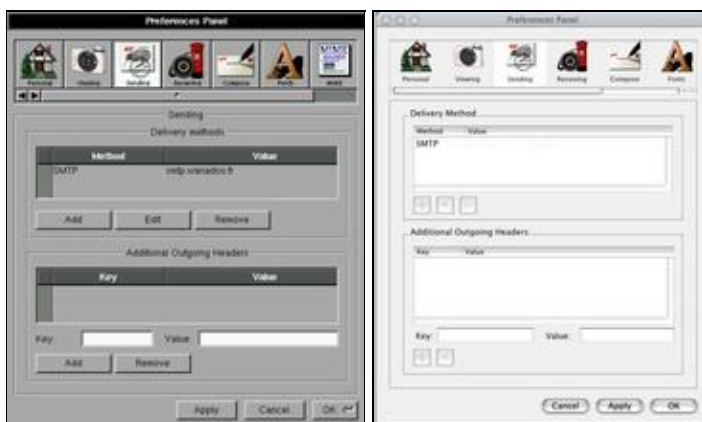 Preferences Panel
Personal Viewing Sending Receiving Compose Fonts MIME
Sending
Delivery methods
Method Value
SMTP smtp.wanadoo.fr
Add Edit Remove
Additional Outgoing Headers
Key Value
Key: Value:
Add Remove
Apply Cancel OK
Preferences Panel
Personal Viewing Sending Receiving Compose Fonts
Delivery Method
Method Value
SMTP
Additional Outgoing Headers
Key Value
Key: Value:
Cancel Apply OK